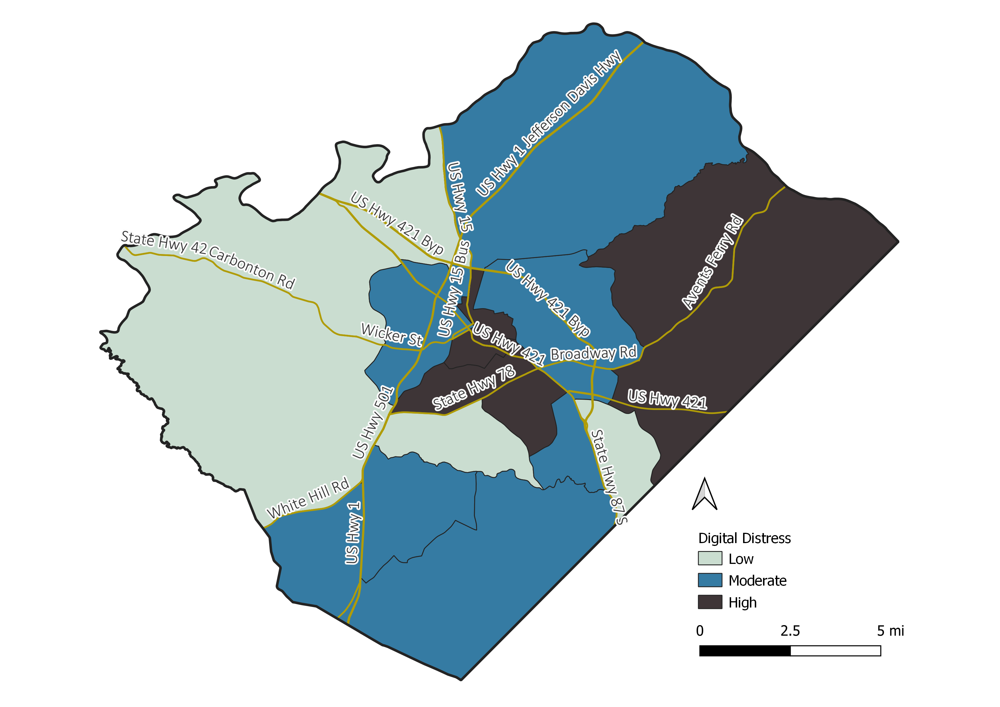 US Hwy 1 Jefferson Davis Hwy
US Hwy 15
US Hwy 421 Byp
State Hwy 42
Carbonton Rd
US Hwy 15 Bus
US Hwy 421 Byp
Avents Ferry Rd
Wicker St
US Hwy 421
Broadway Rd
State Hwy 78
US Hwy 501
US Hwy 421
State Hwy 87 S
White Hill Rd
US Hwy 1
Digital Distress
Low
Moderate
High
0 2.5 5 mi